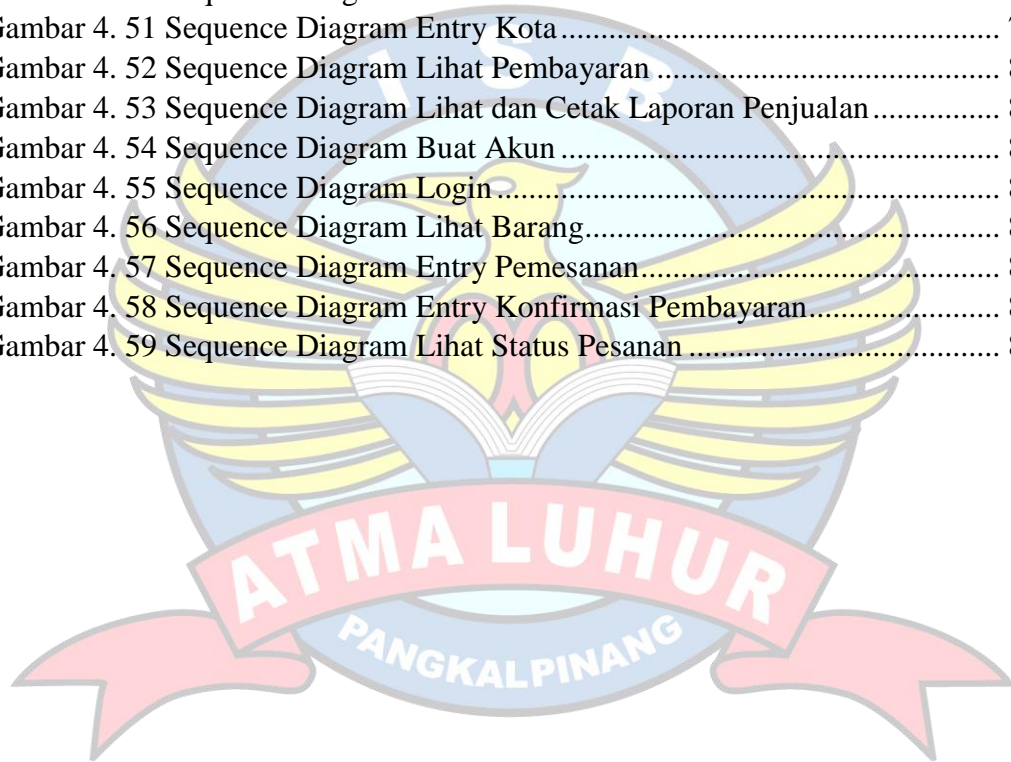 Gambar 4. 51 Sequence Diagram Entry Kota
Gambar 4. 52 Sequence Diagram Lihat Pembayaran
Gambar 4. 53 Sequence Diagram Lihat dan Cetak Laporan Penjualan
Gambar 4. 54 Sequence Diagram Buat Akun
Gambar 4. 55 Sequence Diagram Login
Gambar 4. 56 Sequence Diagram Lihat Barang
Gambar 4. 57 Sequence Diagram Entry Pemesanan
Gambar 4. 58 Sequence Diagram Entry Konfirmasi Pembayaran
Gambar 4. 59 Sequence Diagram Lihat Status Pesanan
I S B
ATMA LUHUR
PANGKALPINANG